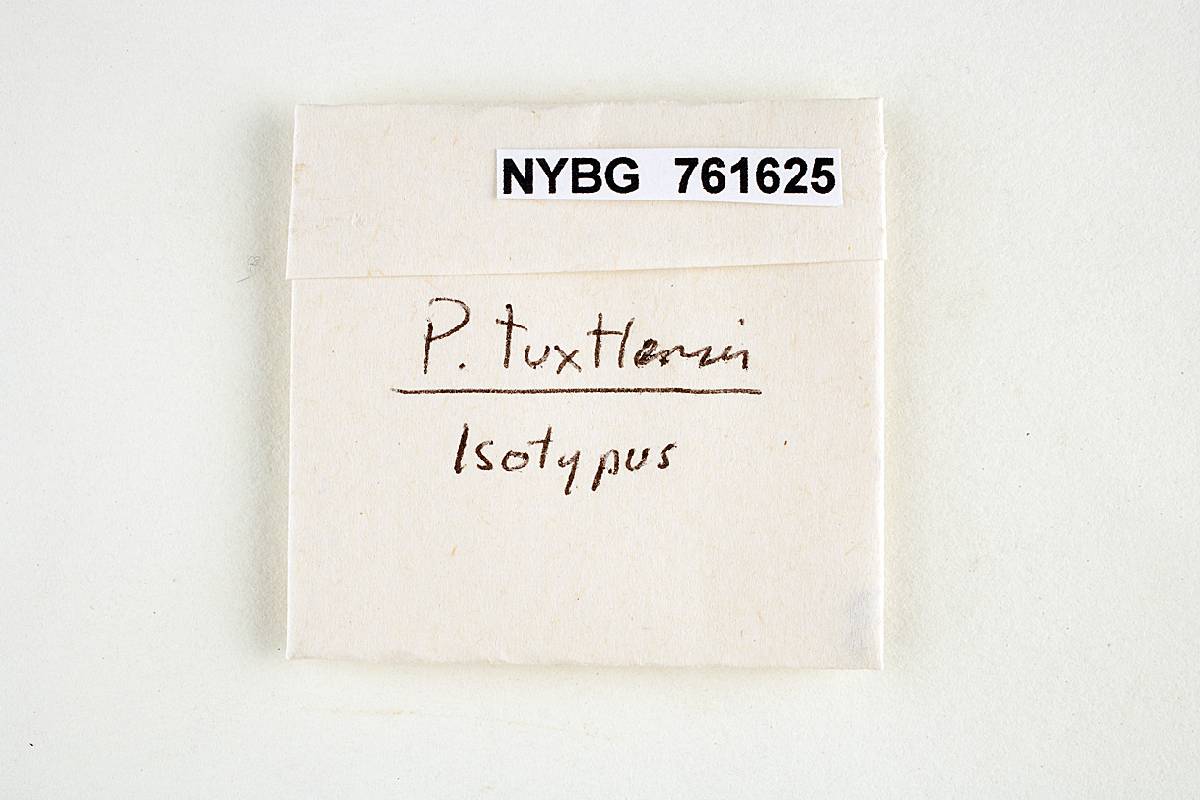 NYBG 761625
P. tuxtlensis
Isotypus